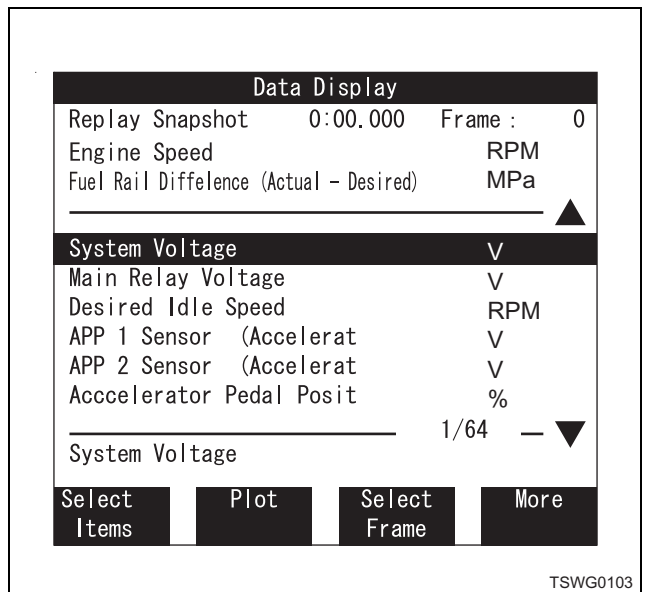 Data Display
Replay Snapshot 0:00.000 Frame : 0
Engine Speed RPM
Fuel Rail Diffelence (Actual – Desired) MPa
System Voltage V
Main Relay Voltage V
Desired Idle Speed RPM
APP 1 Sensor (Accelerat V
APP 2 Sensor (Accelerat V
Acccelerator Pedal Posit %
1/64
System Voltage
Select Items Plot Select Frame More
TSWG0103